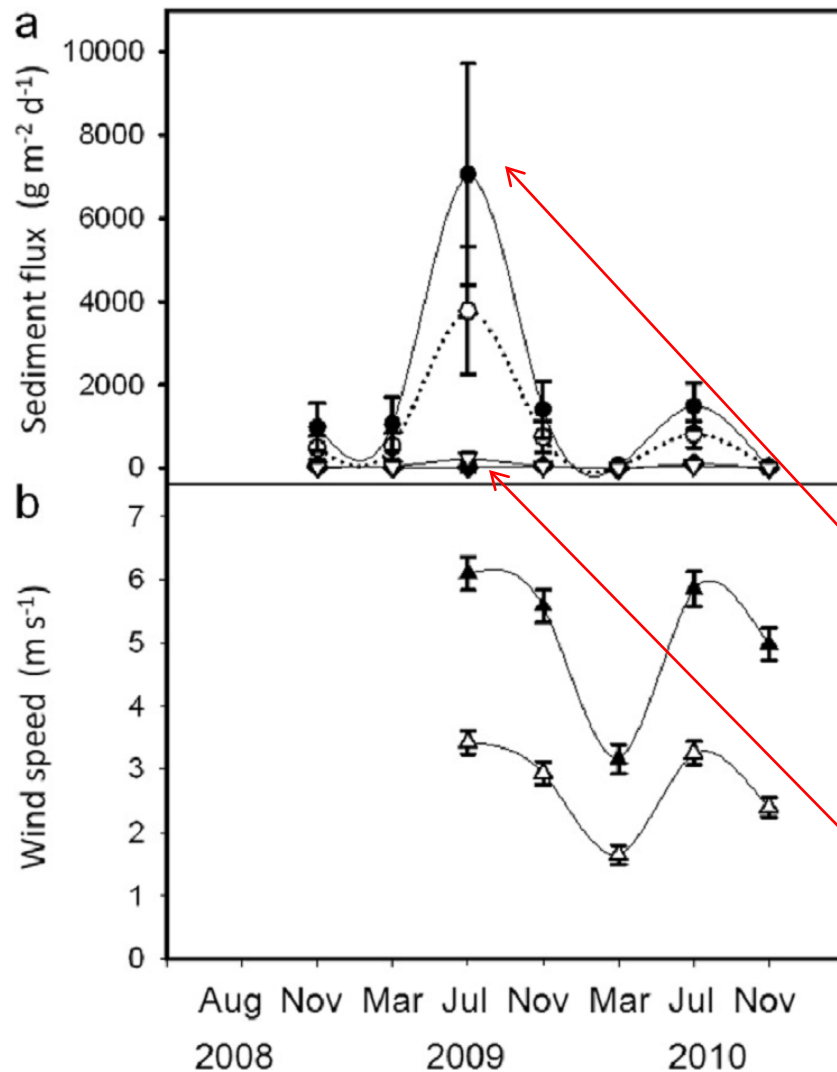 a
Sediment flux (g m⁻² d⁻¹)
10000
8000
6000
4000
2000
0
b
Wind speed (m s⁻¹)
7
6
5
4
3
2
1
0
Aug Nov Mar Jul Nov Mar Jul Nov
2008 2009 2010